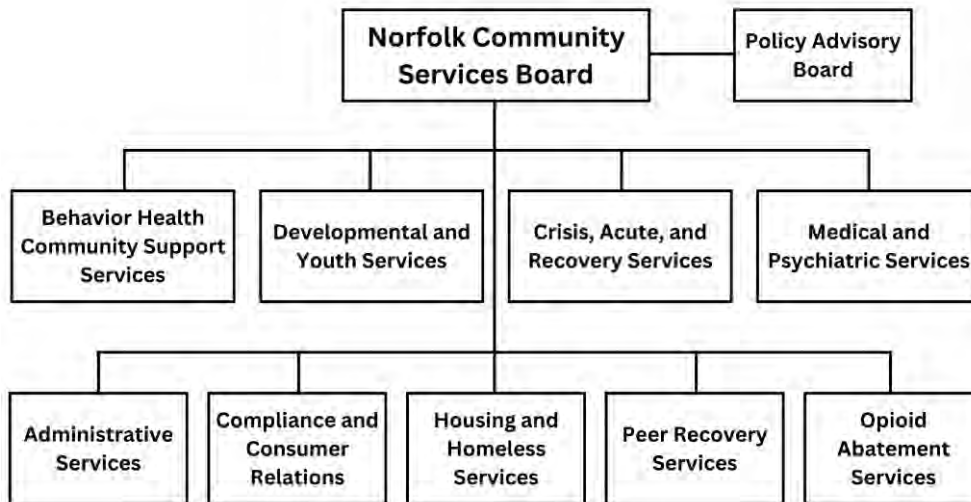 Norfolk Community
Services Board
Policy Advisory
Board
Behavior Health
Community Support
Services
Developmental and
Youth Services
Crisis, Acute, and
Recovery Services
Medical and
Psychiatric Services
Administrative
Services
Compliance and
Consumer
Relations
Housing and
Homeless
Services
Peer Recovery
Services
Opioid
Abatement
Services